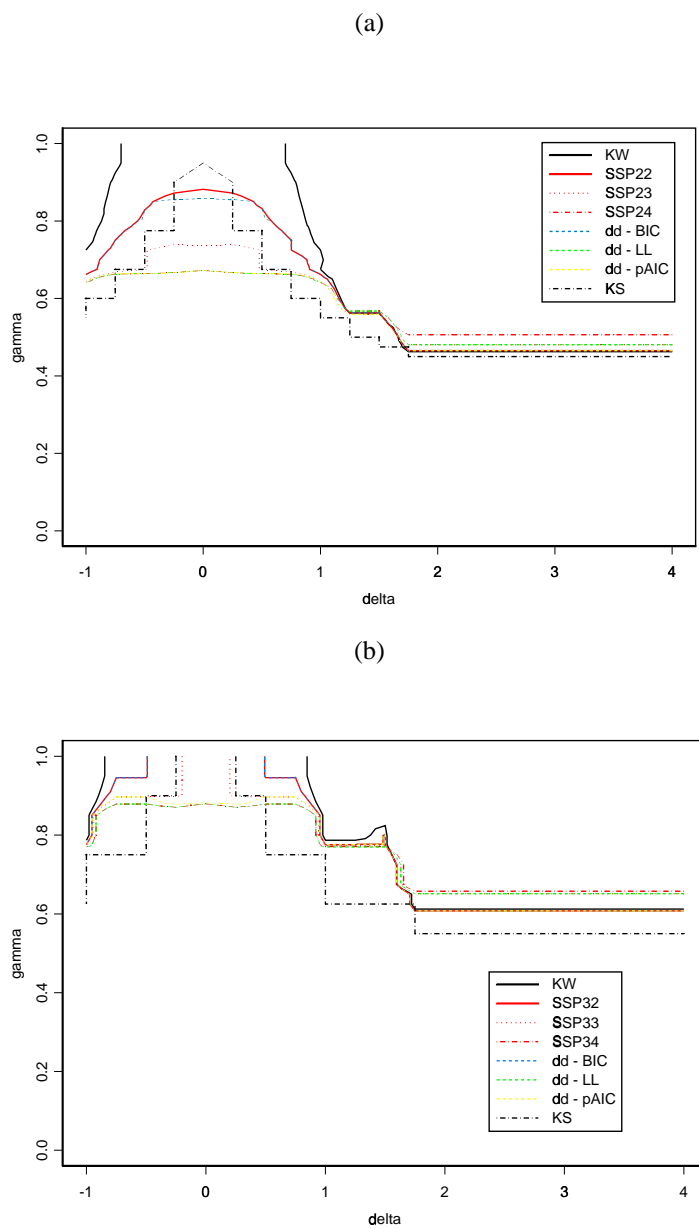 (a)
gamma
1.0
0.8
0.6
0.4
0.2
0.0
KW
SSP22
SSP23
SSP24
dd - BIC
dd - LL
dd - pAIC
KS
-1 0 1 2 3 4
delta
(b)
gamma
1.0
0.8
0.6
0.4
0.2
0.0
KW
SSP32
SSP33
SSP34
dd - BIC
dd - LL
dd - pAIC
KS
-1 0 1 2 3 4
delta